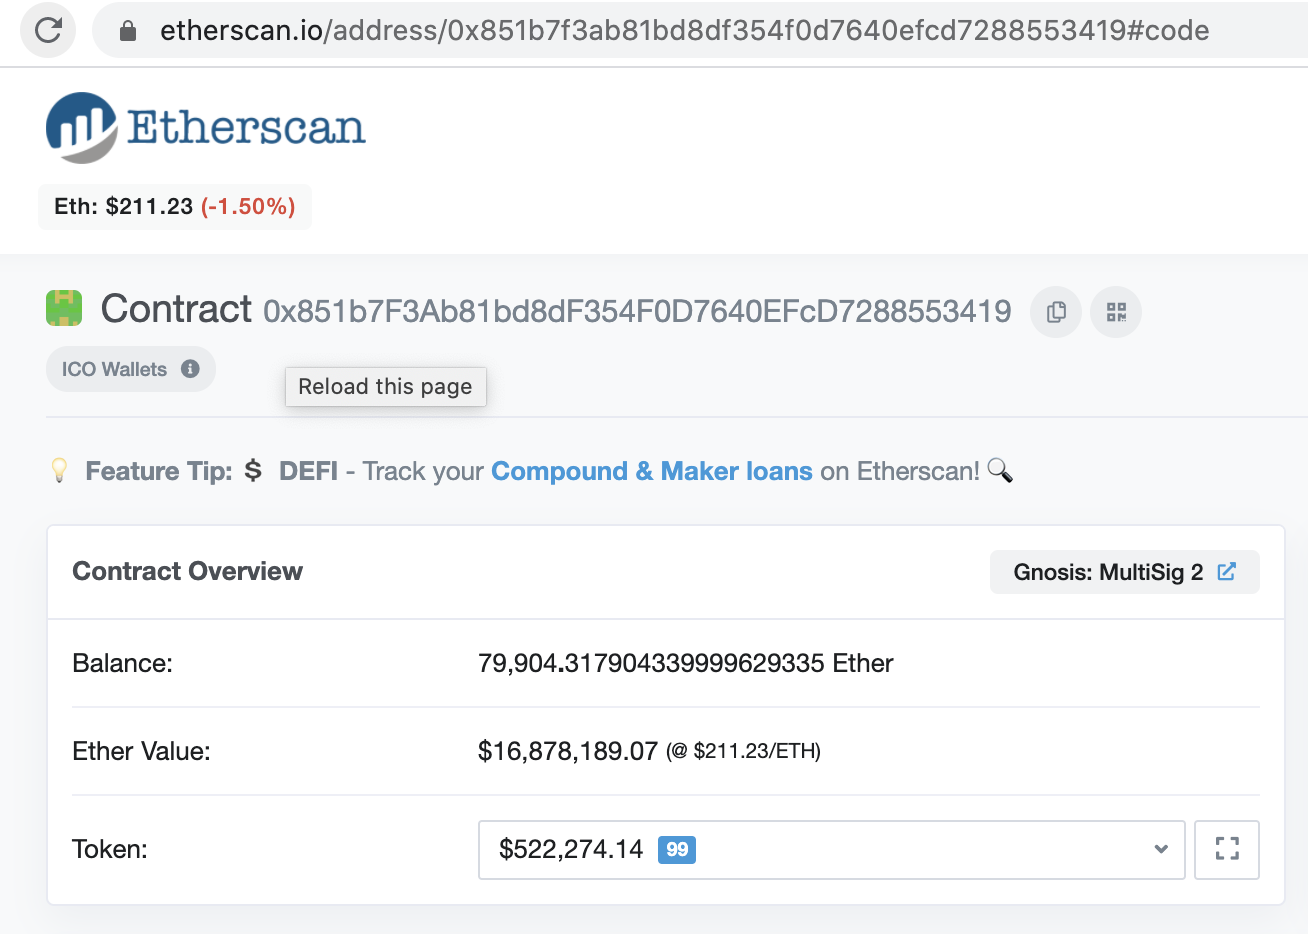 etherscan.io/address/0x851b7f3ab81bd8df354f0d7640efcd7288553419#code
Etherscan
Eth: $211.23 (-1.50%)
Contract 0x851b7F3Ab81bd8dF354F0D7640EFcD7288553419
ICO Wallets
Reload this page
Feature Tip: $ DEFI - Track your Compound & Maker loans on Etherscan!
Contract Overview
Gnosis: MultiSig 2
Balance: 79,904.317904339999629335 Ether
Ether Value: $16,878,189.07 (@ $211.23/ETH)
Token: $522,274.14 99